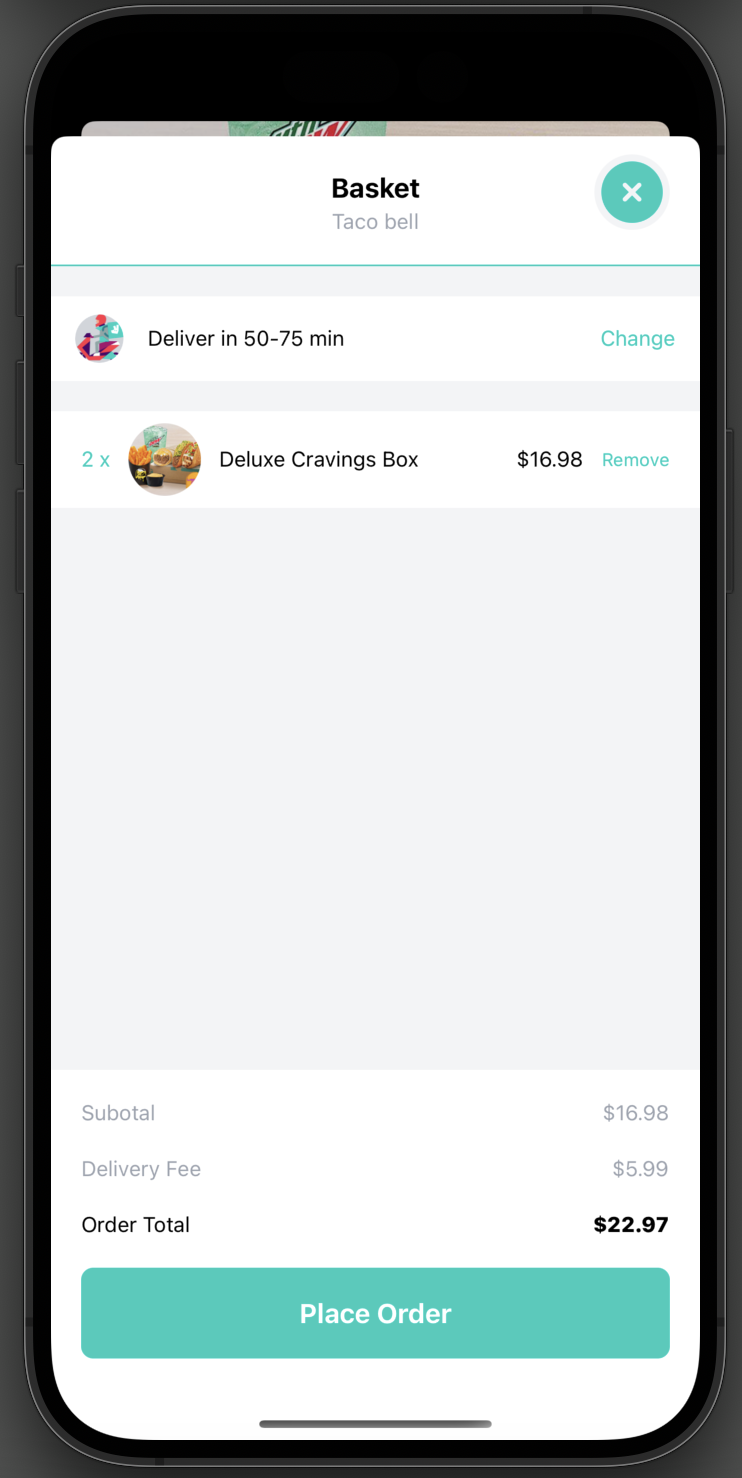 Basket
Taco bell
Deliver in 50-75 min Change
2 x Deluxe Cravings Box $16.98 Remove
Subotal $16.98
Delivery Fee $5.99
Order Total $22.97
Place Order